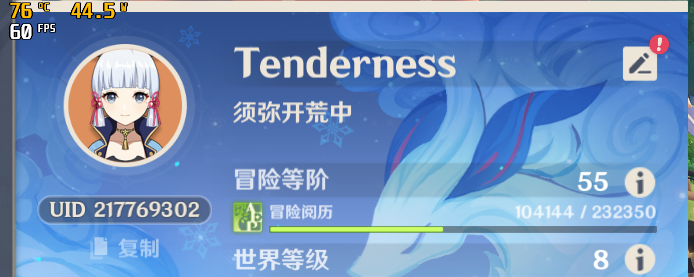 76 °C 44.5 W
60 FPS
Tenderness
须弥开荒中
冒险等阶 55
UID 217769302
冒险阅历 104144 / 232350
复制
世界等级 8